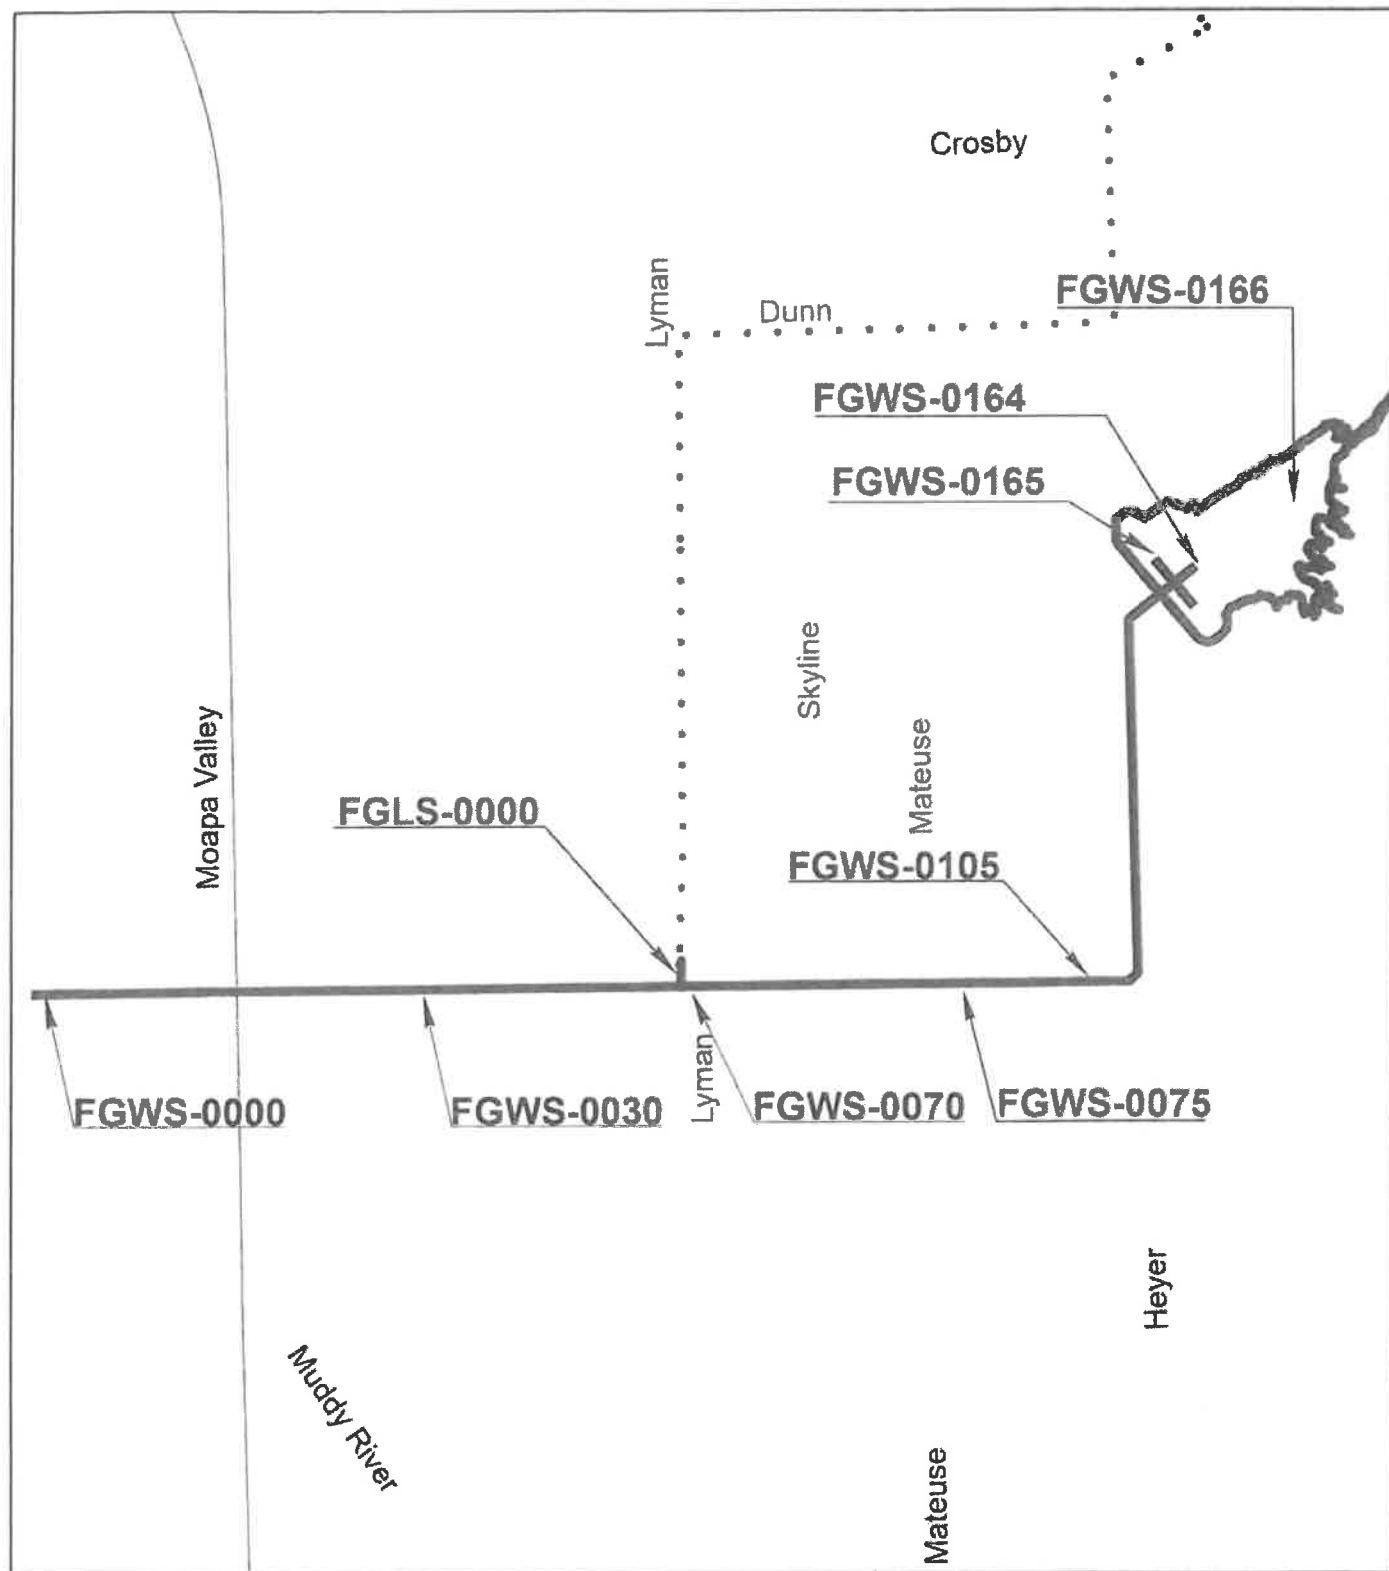 Crosby
Lyman
Dunn
FGWS-0166
FGWS-0164
FGWS-0165
Skyline
Moapa Valley
Mateuse
FGLS-0000
FGWS-0105
Lyman
FGWS-0000
FGWS-0030
FGWS-0070
FGWS-0075
Heyer
Muddy River
Mateuse